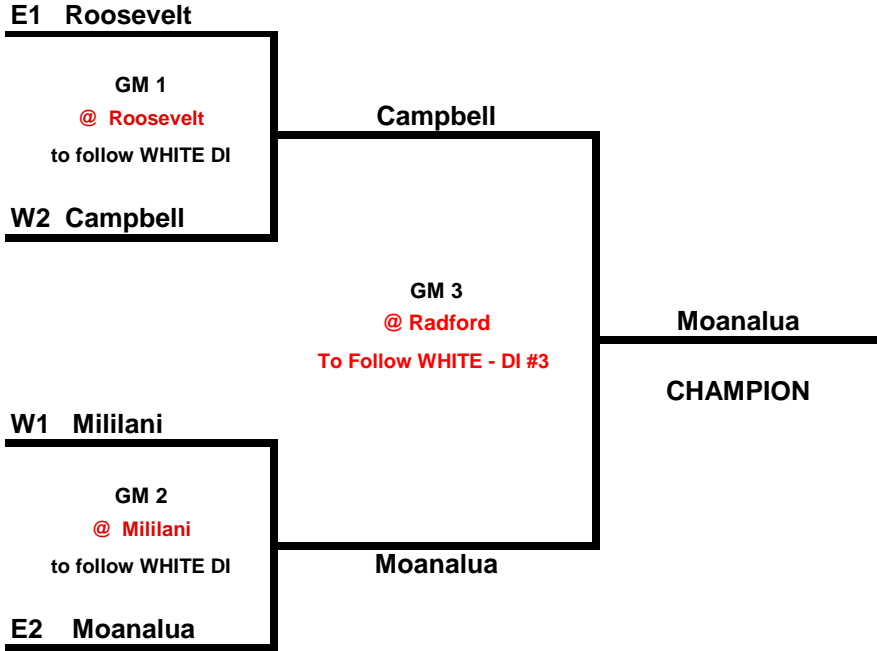 E1 Roosevelt
GM 1
@ Roosevelt
to follow WHITE DI
W2 Campbell
Campbell
GM 3
@ Radford
To Follow WHITE - DI #3
Moanalua
CHAMPION
W1 Mililani
GM 2
@ Mililani
to follow WHITE DI
E2 Moanalua
Moanalua